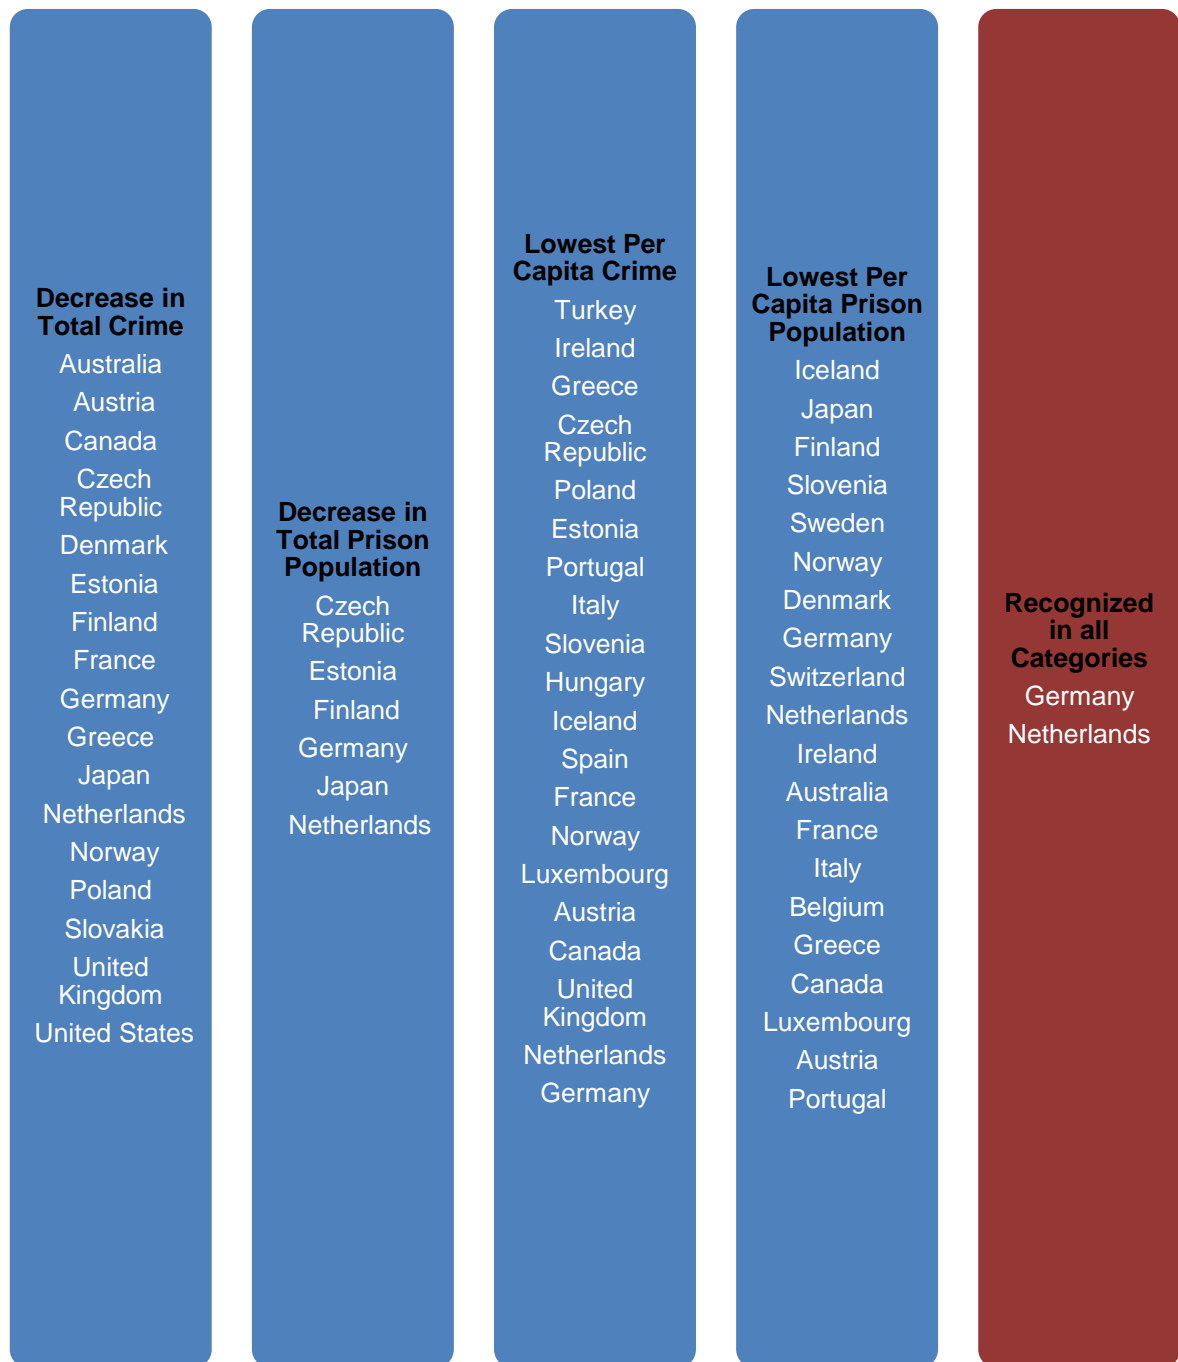 Decrease in
Total Crime
Australia
Austria
Canada
Czech
Republic
Denmark
Estonia
Finland
France
Germany
Greece
Japan
Netherlands
Norway
Poland
Slovakia
United
Kingdom
United States
Decrease in
Total Prison
Population
Czech
Republic
Estonia
Finland
Germany
Japan
Netherlands
Lowest Per
Capita Crime
Turkey
Ireland
Greece
Czech
Republic
Poland
Estonia
Portugal
Italy
Slovenia
Hungary
Iceland
Spain
France
Norway
Luxembourg
Austria
Canada
United
Kingdom
Netherlands
Germany
Lowest Per
Capita Prison
Population
Iceland
Japan
Finland
Slovenia
Sweden
Norway
Denmark
Germany
Switzerland
Netherlands
Ireland
Australia
France
Italy
Belgium
Greece
Canada
Luxembourg
Austria
Portugal
Recognized
in all
Categories
Germany
Netherlands